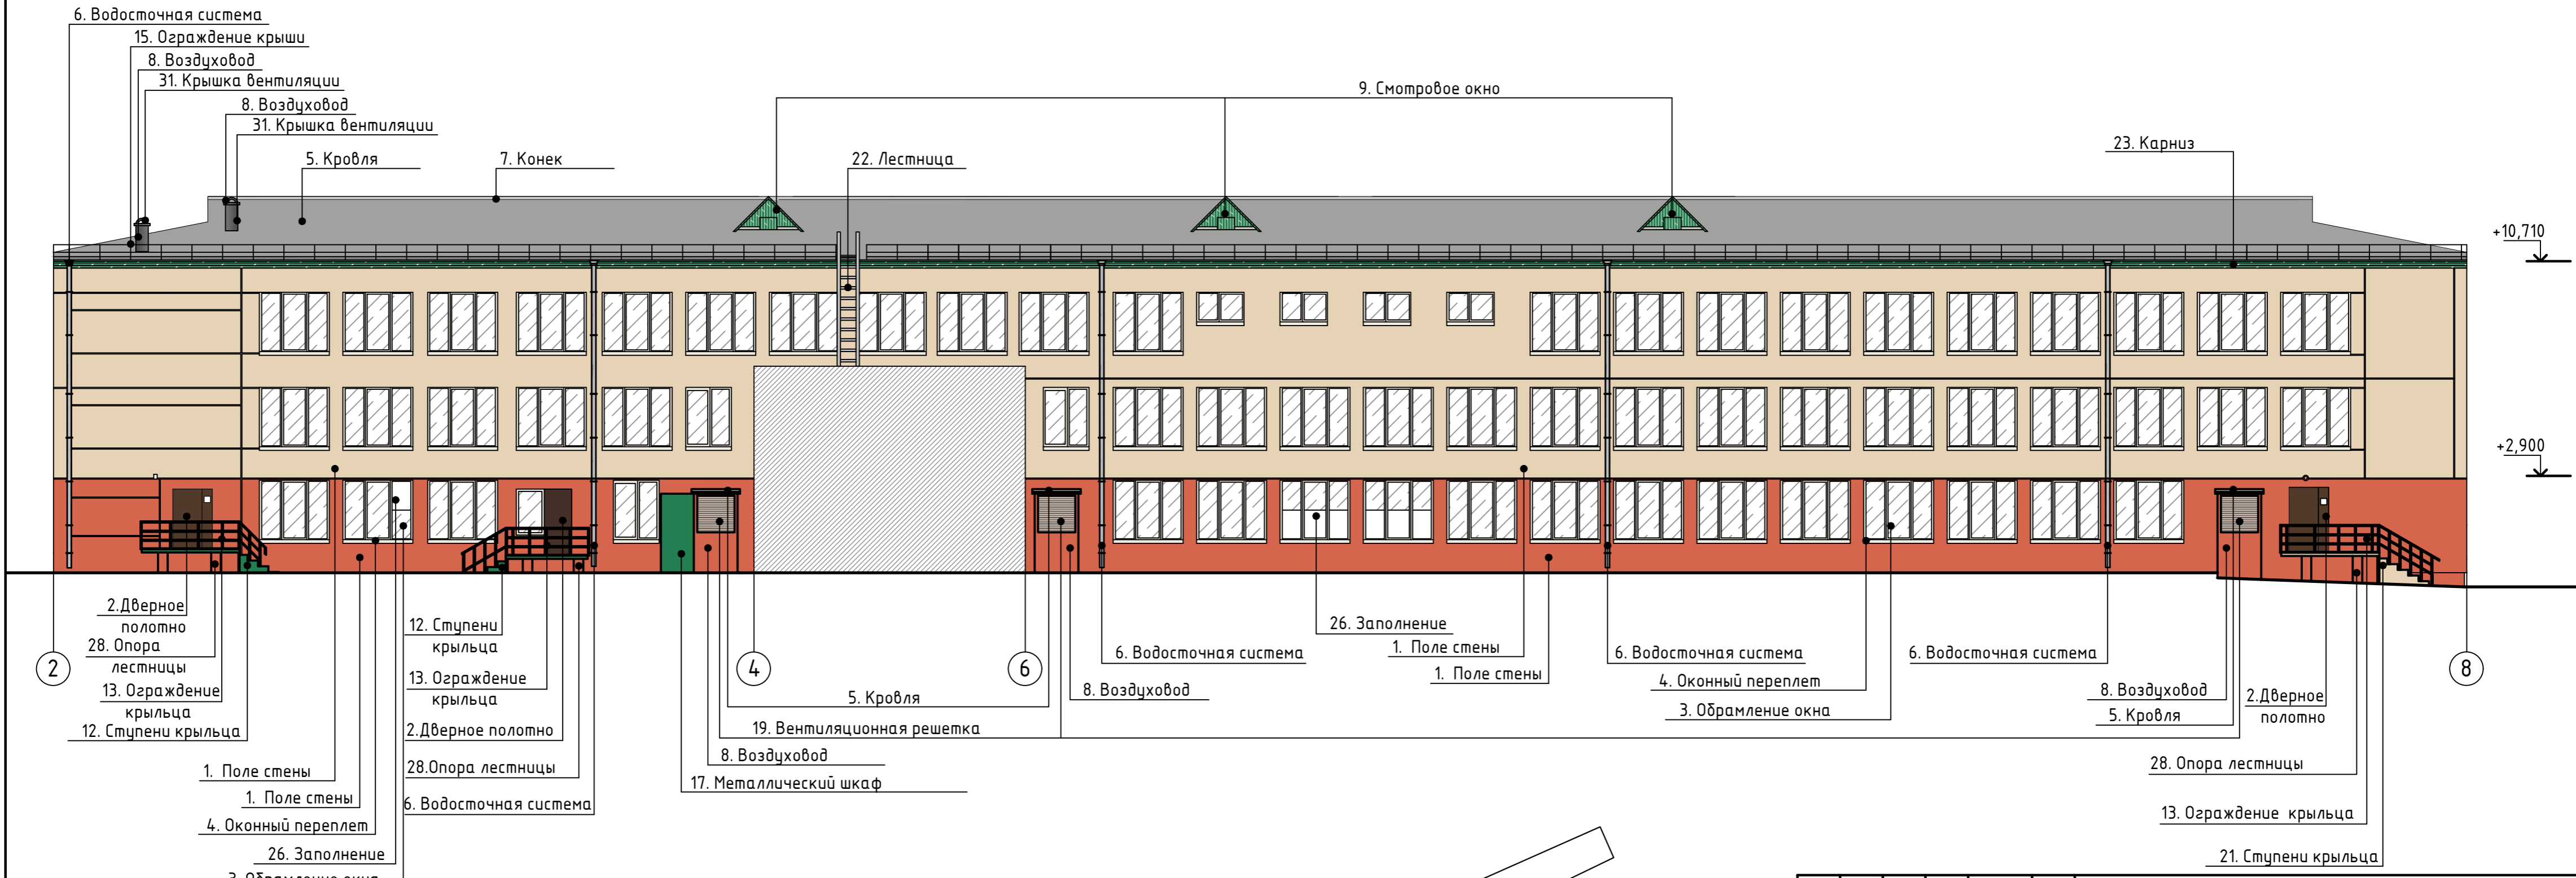 6. Водосточная система
15. Ограждение крыши
8. Воздуховод
31. Крышка вентиляции
8. Воздуховод
31. Крышка вентиляции
5. Кровля
7. Конек
22. Лестница
9. Смотровое окно
23. Карниз
+10,710
+2,900
2.Дверное
полотно
28. Опора
лестницы
13. Ограждение
крыльца
12. Ступени крыльца
1. Поле стены
1. Поле стены
4. Оконный переплет
26. Заполнение
3. Обрамление окна
12. Ступени
крыльца
13. Ограждение
крыльца
2.Дверное полотно
28.Опора лестницы
6. Водосточная система
5. Кровля
19. Вентиляционная решетка
8. Воздуховод
17. Металлический шкаф
8. Воздуховод
6. Водосточная система
26. Заполнение
1. Поле стены
1. Поле стены
6. Водосточная система
4. Оконный переплет
3. Обрамление окна
6. Водосточная система
8. Воздуховод
5. Кровля
2.Дверное
полотно
28. Опора лестницы
13. Ограждение крыльца
21. Ступени крыльца
2
4
6
8